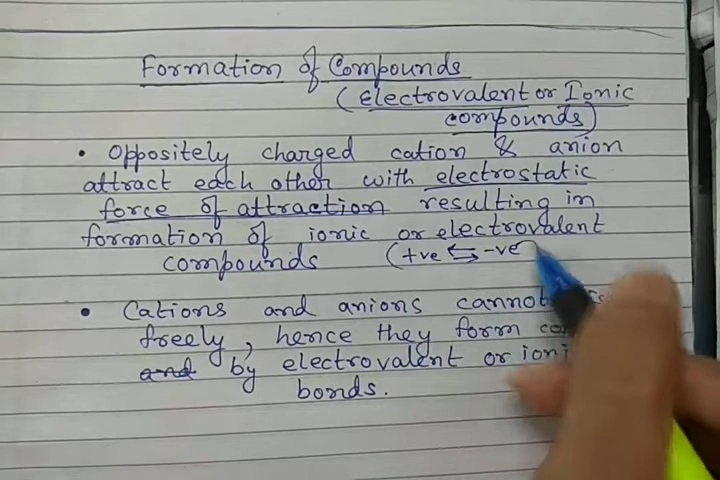 Formation of Compounds
(Electrovalent or Ionic
compounds)
• Oppositely charged cation & anion
attract each other with electrostatic
force of attraction resulting in
formation of ionic or electrovalent
compounds (+ve ⇆ -ve)
• Cations and anions cannot
freely, hence they form
and by electrovalent or ioni
bonds.